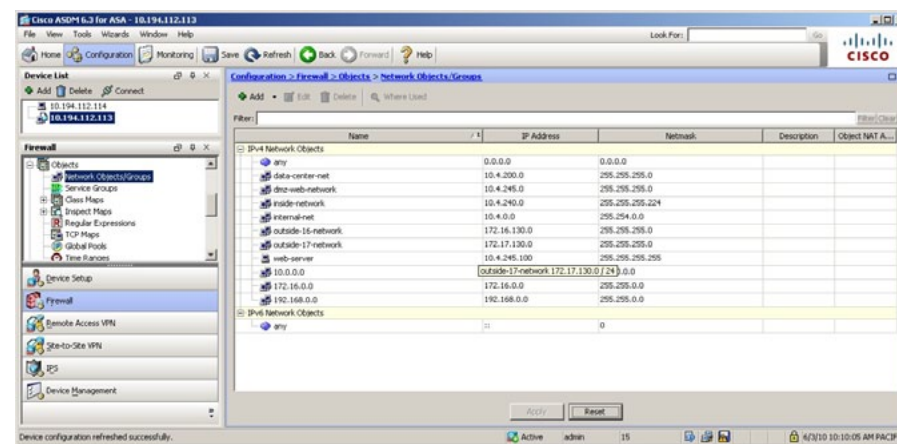 Cisco ASDM 6.3 for ASA - 10.194.112.113
File View Tools Wizards Window Help
Look For:
Go
Home Configuration Monitoring Save Refresh Back Forward Help
CISCO
Device List
Add Delete Connect
10.194.112.114
10.194.112.113
Firewall
Objects
Network Objects/Groups
Service Groups
Class Maps
Inspect Maps
Regular Expressions
TCP Maps
Global Pools
Time Ranges
Device Setup
Firewall
Remote Access VPN
Site-to-Site VPN
IPS
Device Management
Configuration > Firewall > Objects > Network Objects/Groups
Add Edit Delete Where Used
Filter:
Filter Clear
Name IP Address Netmask Description Object NAT A...
IPv4 Network Objects
any 0.0.0.0 0.0.0.0
data-center-net 10.4.200.0 255.255.255.0
dmz-web-network 10.4.245.0 255.255.255.0
inside-network 10.4.240.0 255.255.255.224
internal-net 10.4.0.0 255.254.0.0
outside-16-network 172.16.130.0 255.255.255.0
outside-17-network 172.17.130.0 255.255.255.0
web-server 10.4.245.100 255.255.255.255
10.0.0.0 outside-17-network 172.17.130.0 / 24 .0.0.0
172.16.0.0 172.16.0.0 255.255.0.0
192.168.0.0 192.168.0.0 255.255.0.0
IPv6 Network Objects
any :: 0
Apply Reset
Device configuration refreshed successfully.
Active admin 15
6/3/10 10:10:05 AM PACIF